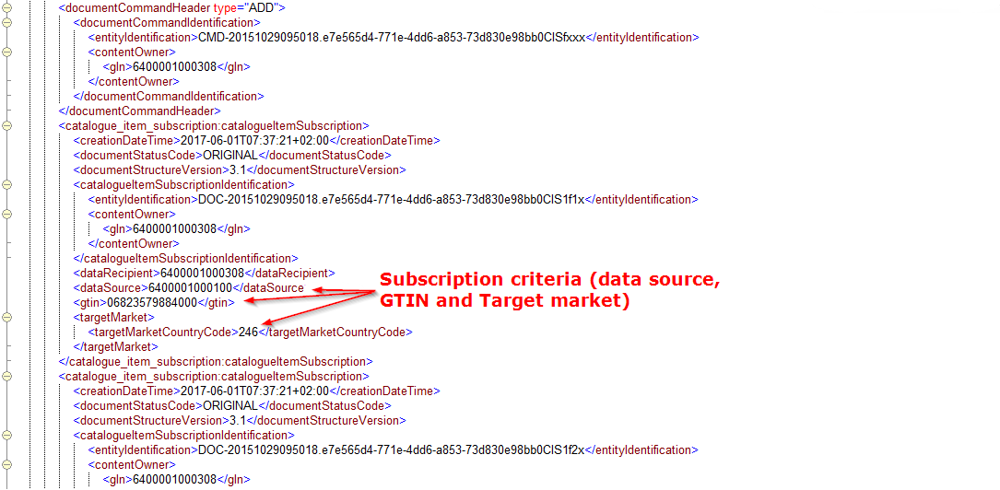 <documentCommandHeader type="ADD">
<documentCommandIdentification>
<entityIdentification>CMD-20151029095018.e7e565d4-771e-4dd6-a853-73d830e98bb0CISfxxx</entityIdentification>
<contentOwner>
<gln>6400001000308</gln>
</contentOwner>
</documentCommandIdentification>
</documentCommandHeader>
<catalogue_item_subscription:catalogueItemSubscription>
<creationDateTime>2017-06-01T07:37:21+02:00</creationDateTime>
<documentStatusCode>ORIGINAL</documentStatusCode>
<documentStructureVersion>3.1</documentStructureVersion>
<catalogueItemSubscriptionIdentification>
<entityIdentification>DOC-20151029095018.e7e565d4-771e-4dd6-a853-73d830e98bb0CIS1f1x</entityIdentification>
<contentOwner>
<gln>6400001000308</gln>
</contentOwner>
</catalogueItemSubscriptionIdentification>
<dataRecipient>6400001000308</dataRecipient>
<dataSource>6400001000100</dataSource
<gtin>06823579884000</gtin>
Subscription criteria (data source,
GTIN and Target market)
<targetMarket>
<targetMarketCountryCode>246</targetMarketCountryCode>
</targetMarket>
</catalogue_item_subscription:catalogueItemSubscription>
<catalogue_item_subscription:catalogueItemSubscription>
<creationDateTime>2017-06-01T07:37:21+02:00</creationDateTime>
<documentStatusCode>ORIGINAL</documentStatusCode>
<documentStructureVersion>3.1</documentStructureVersion>
<catalogueItemSubscriptionIdentification>
<entityIdentification>DOC-20151029095018.e7e565d4-771e-4dd6-a853-73d830e98bb0CIS1f2x</entityIdentification>
<contentOwner>
<gln>6400001000308</gln>